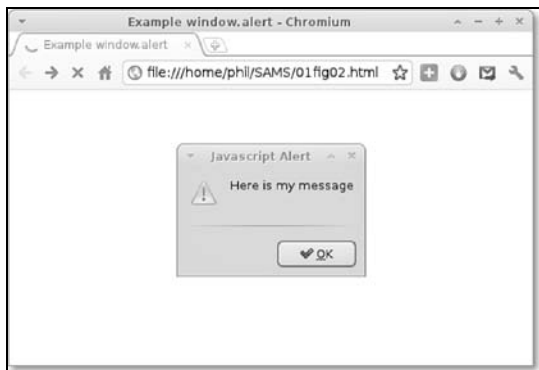 Example window.alert - Chromium
Example window.alert
file:///home/phil/SAMS/01fig02.html
Javascript Alert
Here is my message
OK